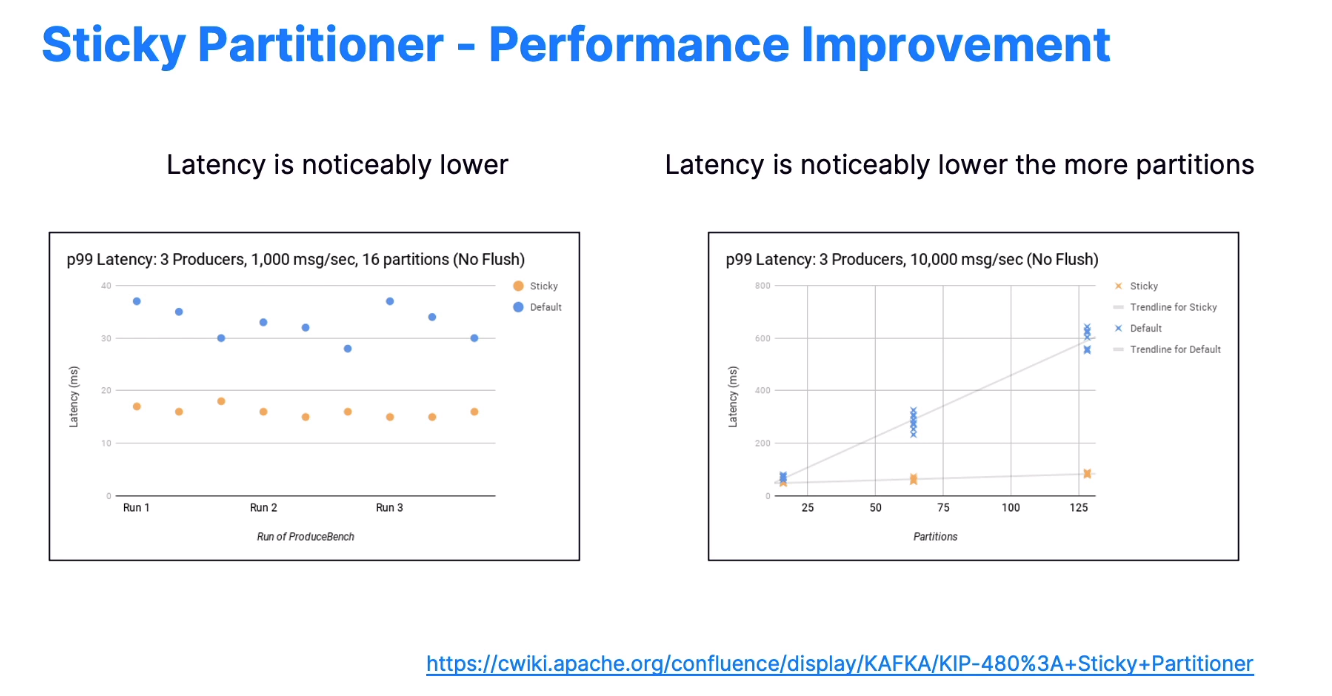 Sticky Partitioner - Performance Improvement
Latency is noticeably lower
Latency is noticeably lower the more partitions
p99 Latency: 3 Producers, 1,000 msg/sec, 16 partitions (No Flush)
Sticky
Default
40
30
20
10
0
Latency (ms)
Run 1
Run 2
Run 3
Run of ProduceBench
p99 Latency: 3 Producers, 10,000 msg/sec (No Flush)
Sticky
Trendline for Sticky
Default
Trendline for Default
800
600
400
200
0
Latency (ms)
25
50
75
100
125
Partitions
https://cwiki.apache.org/confluence/display/KAFKA/KIP-480%3A+Sticky+Partitioner